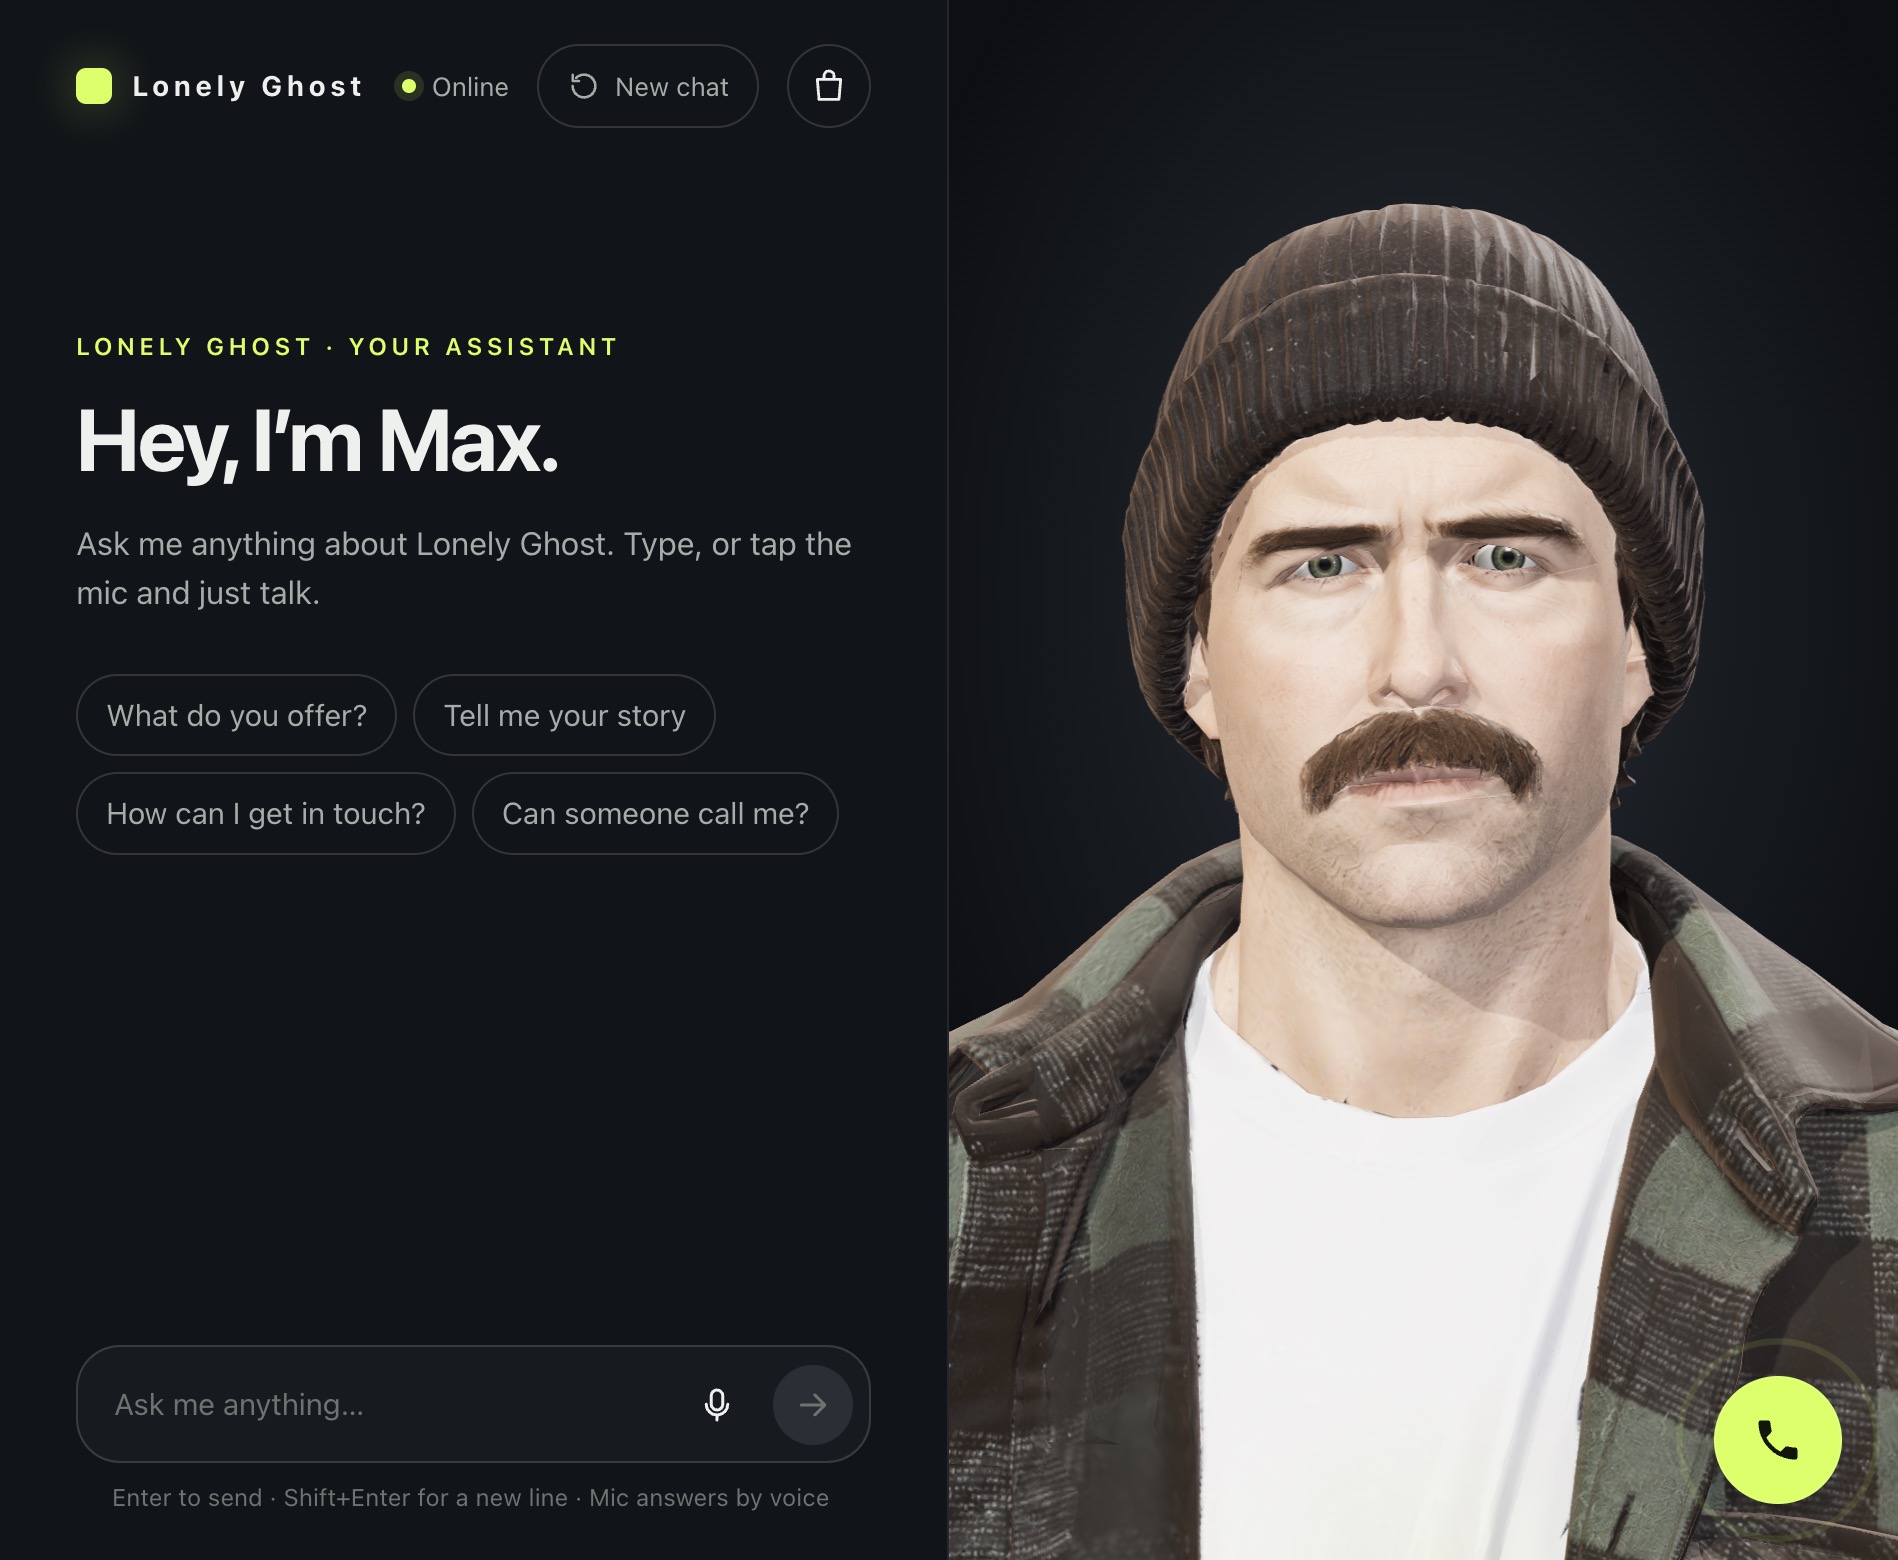 Lonely Ghost
Online
New chat
LONELY GHOST · YOUR ASSISTANT
Hey, I’m Max.
Ask me anything about Lonely Ghost. Type, or tap the
mic and just talk.
What do you offer?
Tell me your story
How can I get in touch?
Can someone call me?
Ask me anything...
Enter to send · Shift+Enter for a new line · Mic answers by voice